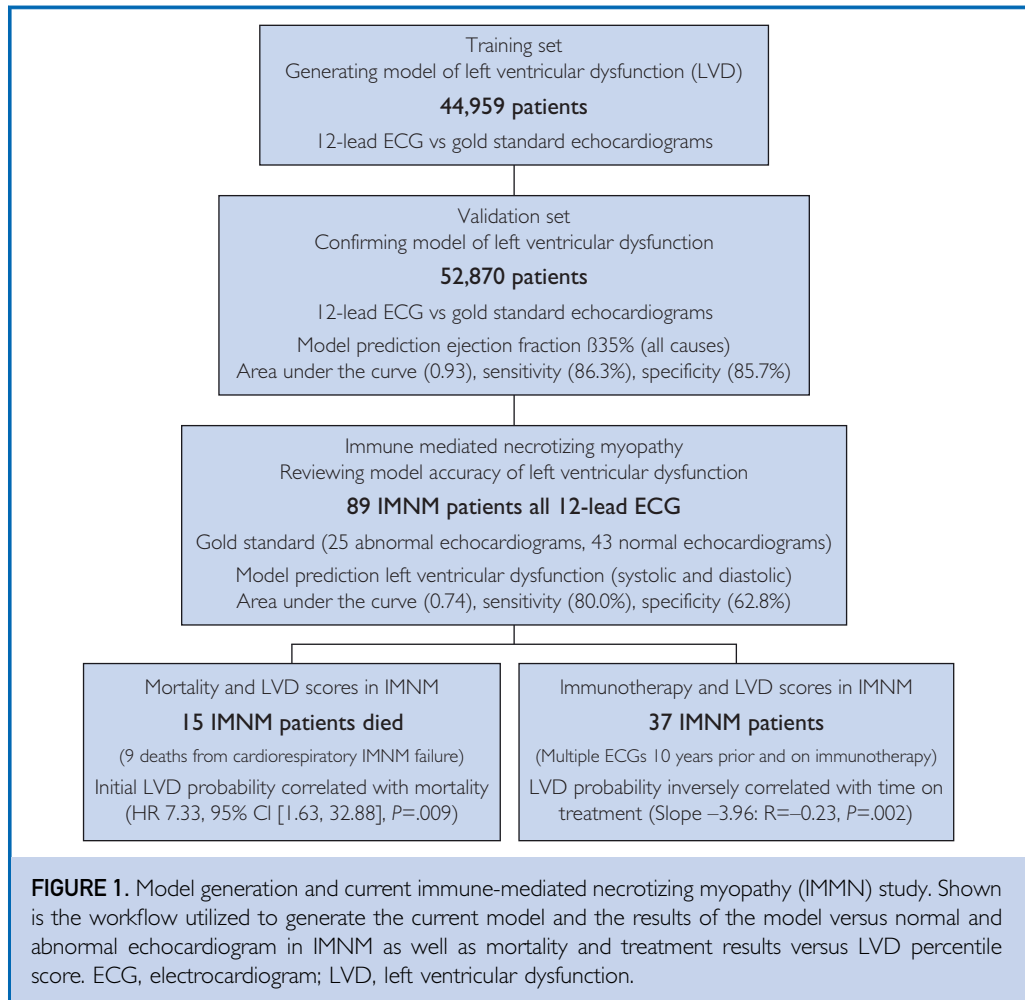 Training set
Generating model of left ventricular dysfunction (LVD)
44,959 patients
12-lead ECG vs gold standard echocardiograms
Validation set
Confirming model of left ventricular dysfunction
52,870 patients
12-lead ECG vs gold standard echocardiograms
Model prediction ejection fraction ß35% (all causes)
Area under the curve (0.93), sensitivity (86.3%), specificity (85.7%)
Immune mediated necrotizing myopathy
Reviewing model accuracy of left ventricular dysfunction
89 IMNM patients all 12-lead ECG
Gold standard (25 abnormal echocardiograms, 43 normal echocardiograms)
Model prediction left ventricular dysfunction (systolic and diastolic)
Area under the curve (0.74), sensitivity (80.0%), specificity (62.8%)
Mortality and LVD scores in IMNM
15 IMNM patients died
(9 deaths from cardiorespiratory IMNM failure)
Initial LVD probability correlated with mortality
(HR 7.33, 95% CI [1.63, 32.88], P=.009)
Immunotherapy and LVD scores in IMNM
37 IMNM patients
(Multiple ECGs 10 years prior and on immunotherapy)
LVD probability inversely correlated with time on
treatment (Slope –3.96: R=–0.23, P=.002)
FIGURE 1. Model generation and current immune-mediated necrotizing myopathy (IMMN) study. Shown
is the workflow utilized to generate the current model and the results of the model versus normal and
abnormal echocardiogram in IMNM as well as mortality and treatment results versus LVD percentile
score. ECG, electrocardiogram; LVD, left ventricular dysfunction.